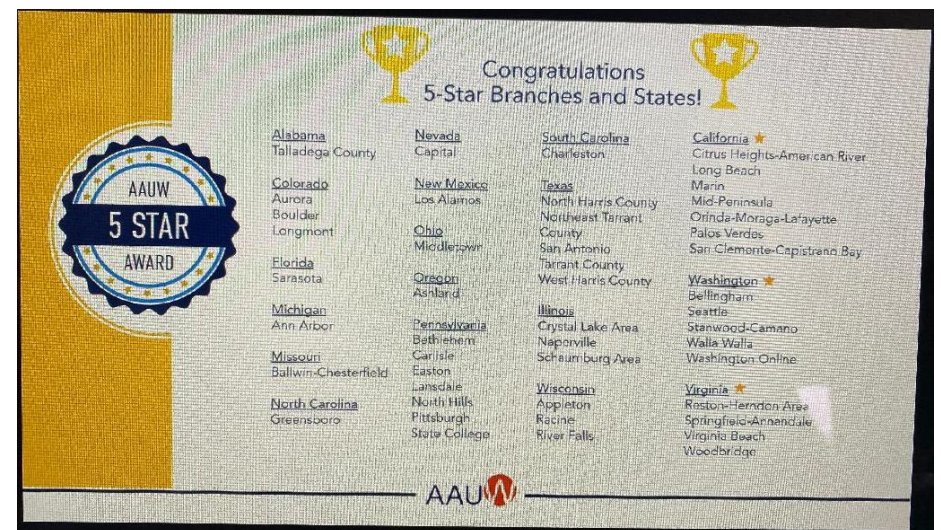 Congratulations
5-Star Branches and States!
AAUW
5 STAR
AWARD
Alabama
Talladega County
Colorado
Aurora
Boulder
Longmont
Florida
Sarasota
Michigan
Ann Arbor
Missouri
Ballwin-Chesterfield
North Carolina
Greensboro
Nevada
Capital
New Mexico
Los Alamos
Ohio
Middletown
Oregon
Ashland
Pennsylvania
Bethlehem
Carlisle
Easton
Lansdale
North Hills
Pittsburgh
State College
South Carolina
Charleston
Texas
North Harris County
Northeast Tarrant
County
San Antonio
Tarrant County
West Harris County
Illinois
Crystal Lake Area
Naperville
Schaumburg Area
Wisconsin
Appleton
Racine
River Falls
California
Citrus Heights-American River
Long Beach
Marin
Mid-Peninsula
Orinda-Moraga-Lafayette
Palos Verdes
San Clemente-Capistrano Bay
Washington
Bellingham
Seattle
Stanwood-Camano
Walla Walla
Washington Online
Virginia
Reston-Herndon Area
Springfield-Annandale
Virginia Beach
Woodbridge
AAUW